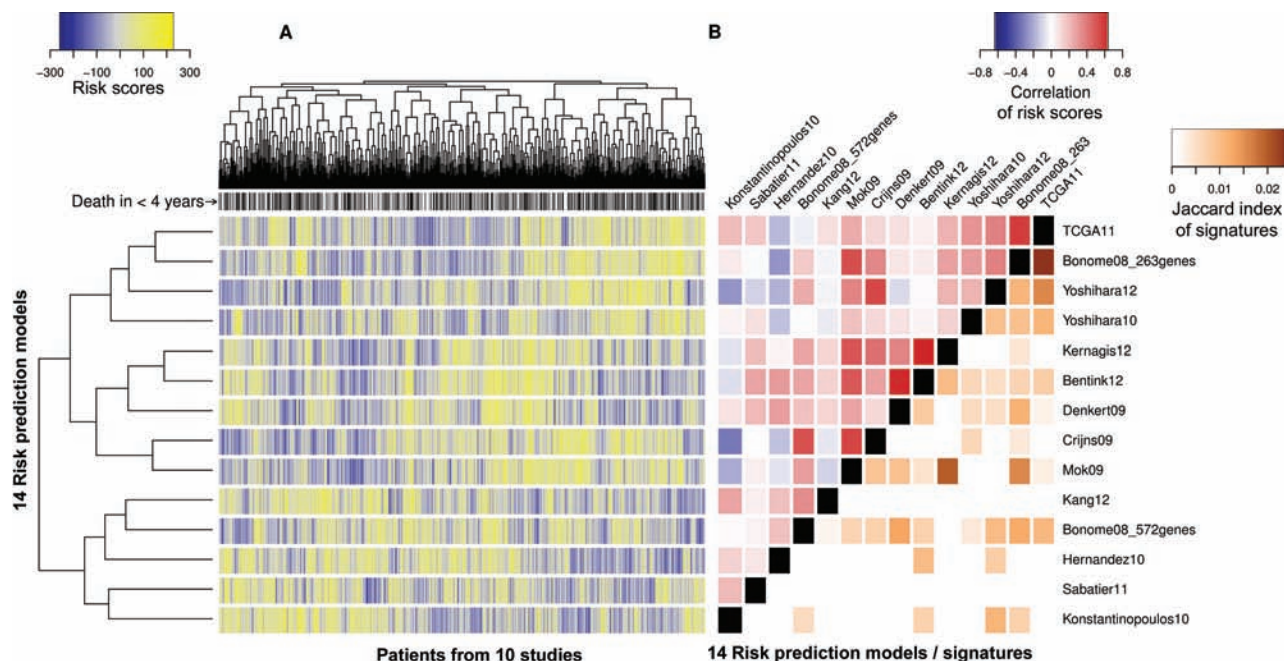 A
B
-300 -100 100 300
Risk scores
-0.8 -0.4 0 0.4 0.8
Correlation
of risk scores
0 0.01 0.02
Jaccard index
of signatures
Konstantinopoulos10
Sabatier11
Hernandez10
Bonome08_572genes
Kang12
Mok09
Crijns09
Denkert09
Bentink12
Kernagis12
Yoshihara10
Yoshihara12
Bonome08_263
TCGA11
Death in < 4 years→
14 Risk prediction models
TCGA11
Bonome08_263genes
Yoshihara12
Yoshihara10
Kernagis12
Bentink12
Denkert09
Crijns09
Mok09
Kang12
Bonome08_572genes
Hernandez10
Sabatier11
Konstantinopoulos10
Patients from 10 studies
14 Risk prediction models / signatures